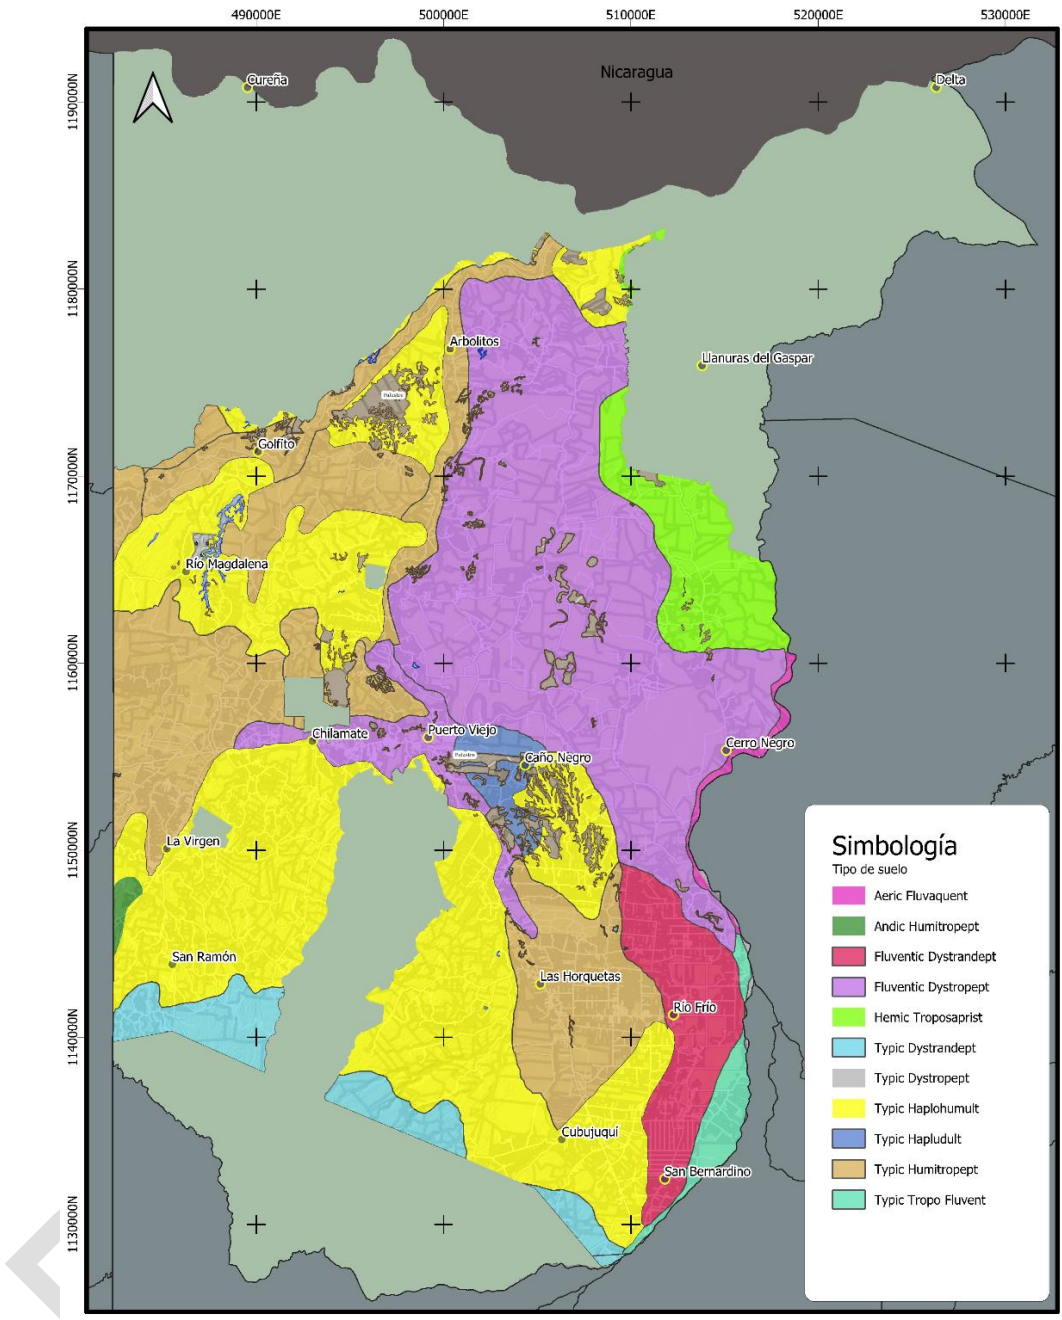 490000E 500000E 510000E 520000E 530000E
Nicaragua
Cureña
Delta
1190000N
1180000N
Arbolitos
Llanuras del Gaspar
Golfito
1170000N
Río Magdalena
1160000N
Chilamate
Puerto Viejo
Cerro Negro
Caño Negro
La Virgen
1150000N
San Ramón
Las Horquetas
Río Frío
1140000N
Cubujuquí
San Bernardino
1130000N
Simbología
Tipo de suelo
Aeric Fluvaquent
Andic Humitropept
Fluventic Dystrandept
Fluventic Dystropept
Hemic Troposaprist
Typic Dystrandept
Typic Dystropept
Typic Haplohumult
Typic Hapludult
Typic Humitropept
Typic Tropo Fluvent